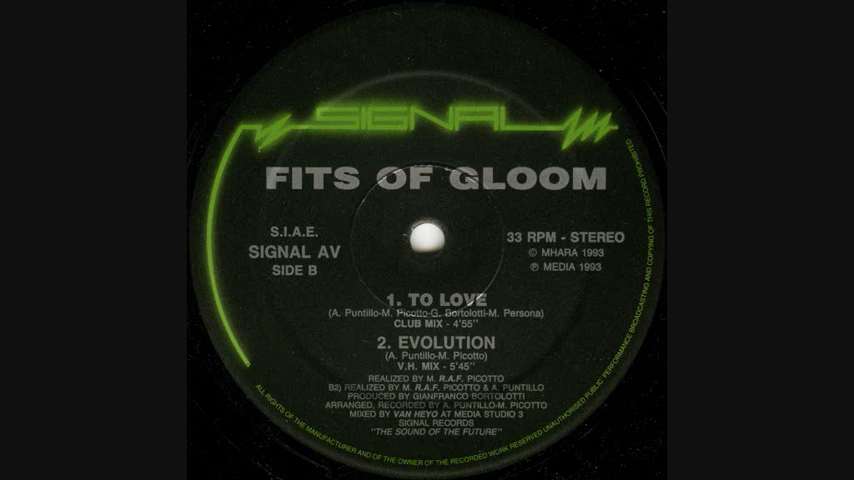 SIGNAL
FITS OF GLOOM
S.I.A.E.
SIGNAL AV
SIDE B
33 RPM - STEREO
© MHARA 1993
℗ MEDIA 1993
1. TO LOVE
(A. Puntillo-M. Picotto-G. Bortolotti-M. Persona)
CLUB MIX - 4'55"
2. EVOLUTION
(A. Puntillo-M. Picotto)
V.H. MIX - 5'45"
REALIZED BY M. R.A.F. PICOTTO
B2) REALIZED BY M. R.A.F. PICOTTO & A. PUNTILLO
PRODUCED BY GIANFRANCO BORTOLOTTI
ARRANGED, RECORDED BY A. PUNTILLO-M. PICOTTO
MIXED BY VAN HEYO AT MEDIA STUDIO 3
SIGNAL RECORDS
"THE SOUND OF THE FUTURE"
ALL RIGHTS OF THE MANUFACTURER AND OF THE OWNER OF THE RECORDED WORK RESERVED UNAUTHORISED PUBLIC PERFORMANCE BROADCASTING AND COPYING OF THIS RECORD PROHIBITED